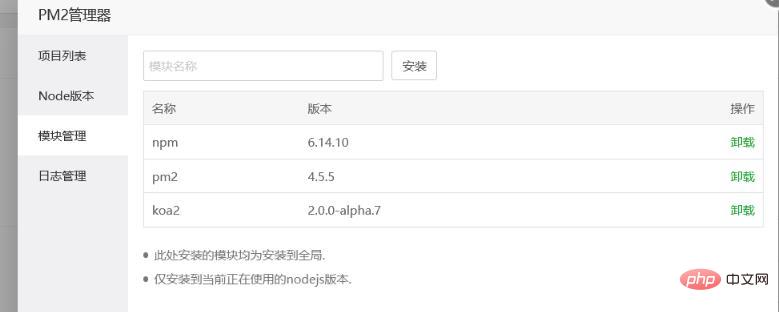 PM2管理器
项目列表
Node版本
模块管理
日志管理
模块名称 安装
名称 版本 操作
npm 6.14.10 卸载
pm2 4.5.5 卸载
koa2 2.0.0-alpha.7 卸载
此处安装的模块均为安装到全局.
仅安装到当前正在使用的nodejs版本.
php 中文网